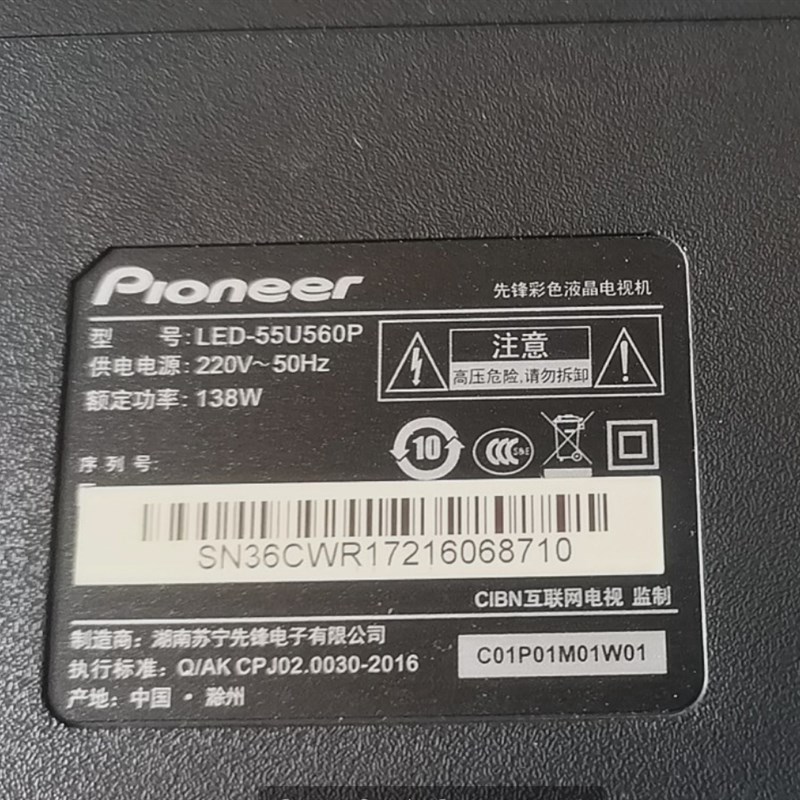 Pioneer
先锋彩色液晶电视机
型 号: LED-55U560P
供电电源: 220V～50Hz
额定功率: 138W
注意
高压危险,请勿拆卸
10
CCC S&E
序列号:
SN36CWR17216068710
CIBN互联网电视 监制
制造商: 湖南苏宁先锋电子有限公司
执行标准: Q/AK CPJ02.0030-2016
C01P01M01W01
产地: 中国·滁州